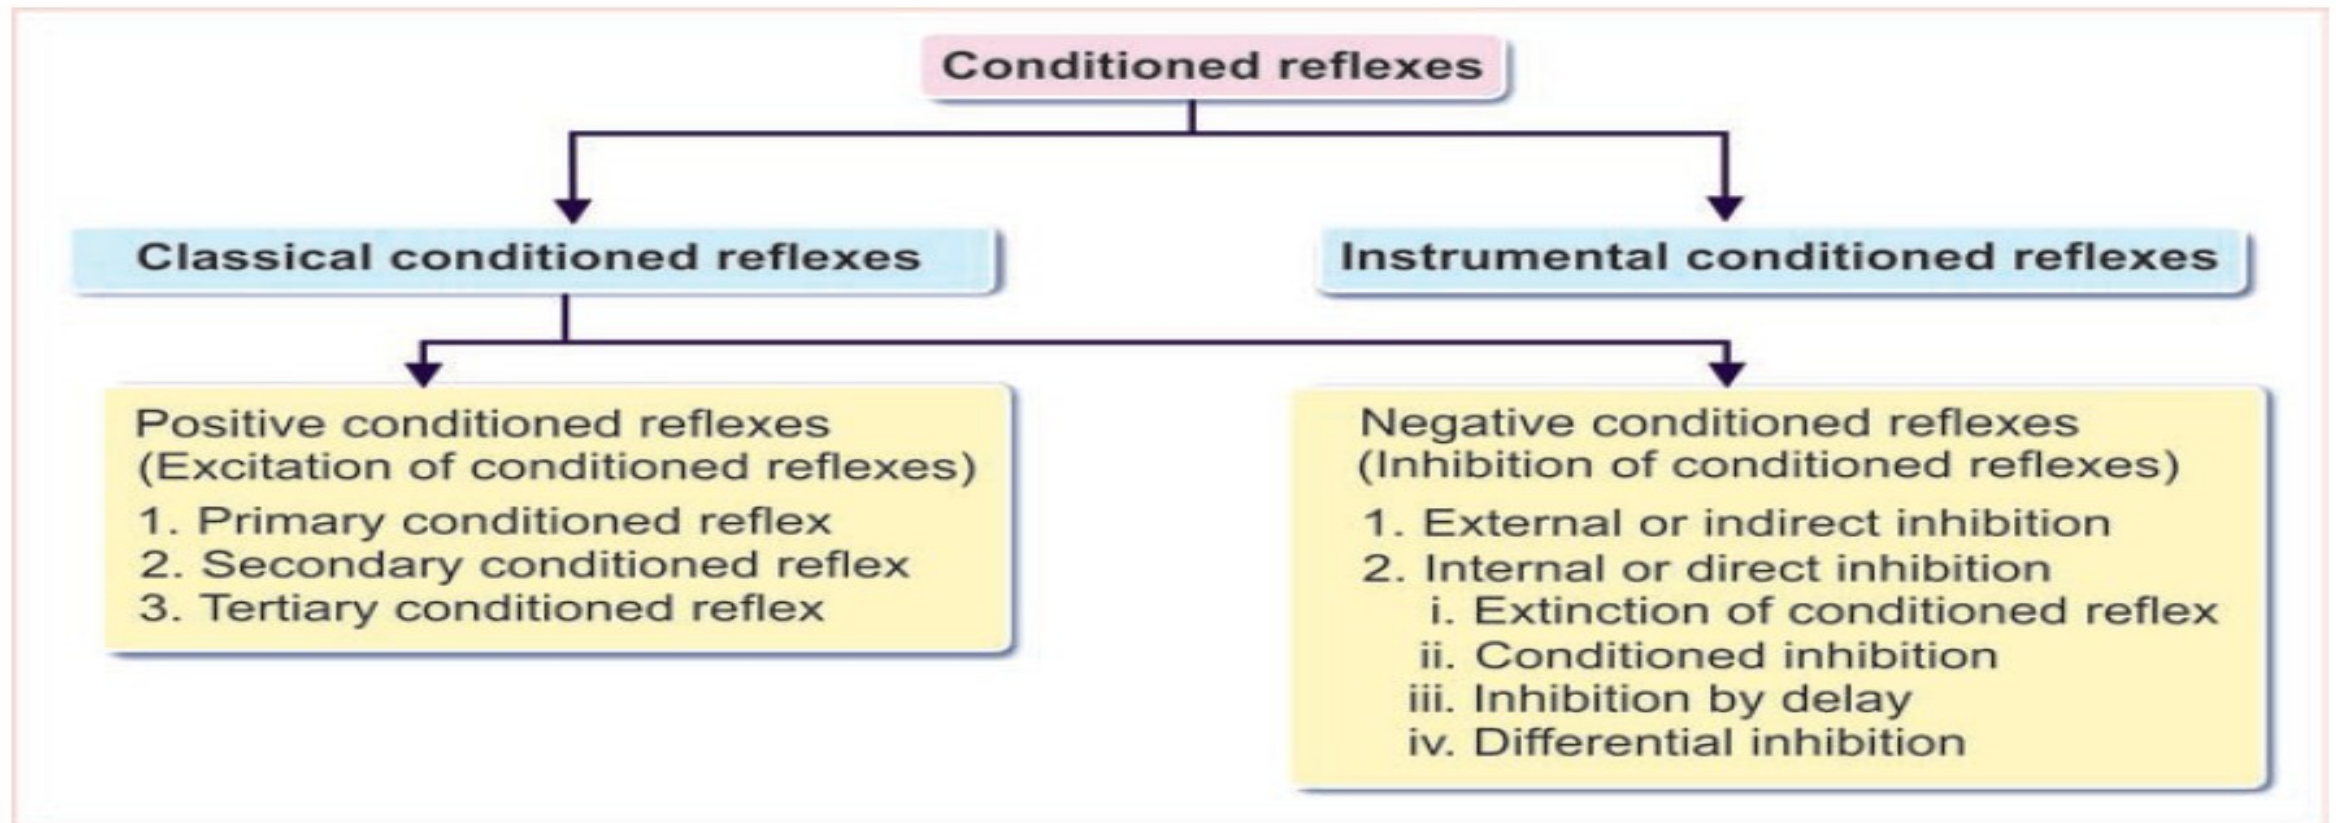 Conditioned reflexes
Classical conditioned reflexes
Instrumental conditioned reflexes
Positive conditioned reflexes
(Excitation of conditioned reflexes)
1. Primary conditioned reflex
2. Secondary conditioned reflex
3. Tertiary conditioned reflex
Negative conditioned reflexes
(Inhibition of conditioned reflexes)
1. External or indirect inhibition
2. Internal or direct inhibition
i. Extinction of conditioned reflex
ii. Conditioned inhibition
iii. Inhibition by delay
iv. Differential inhibition